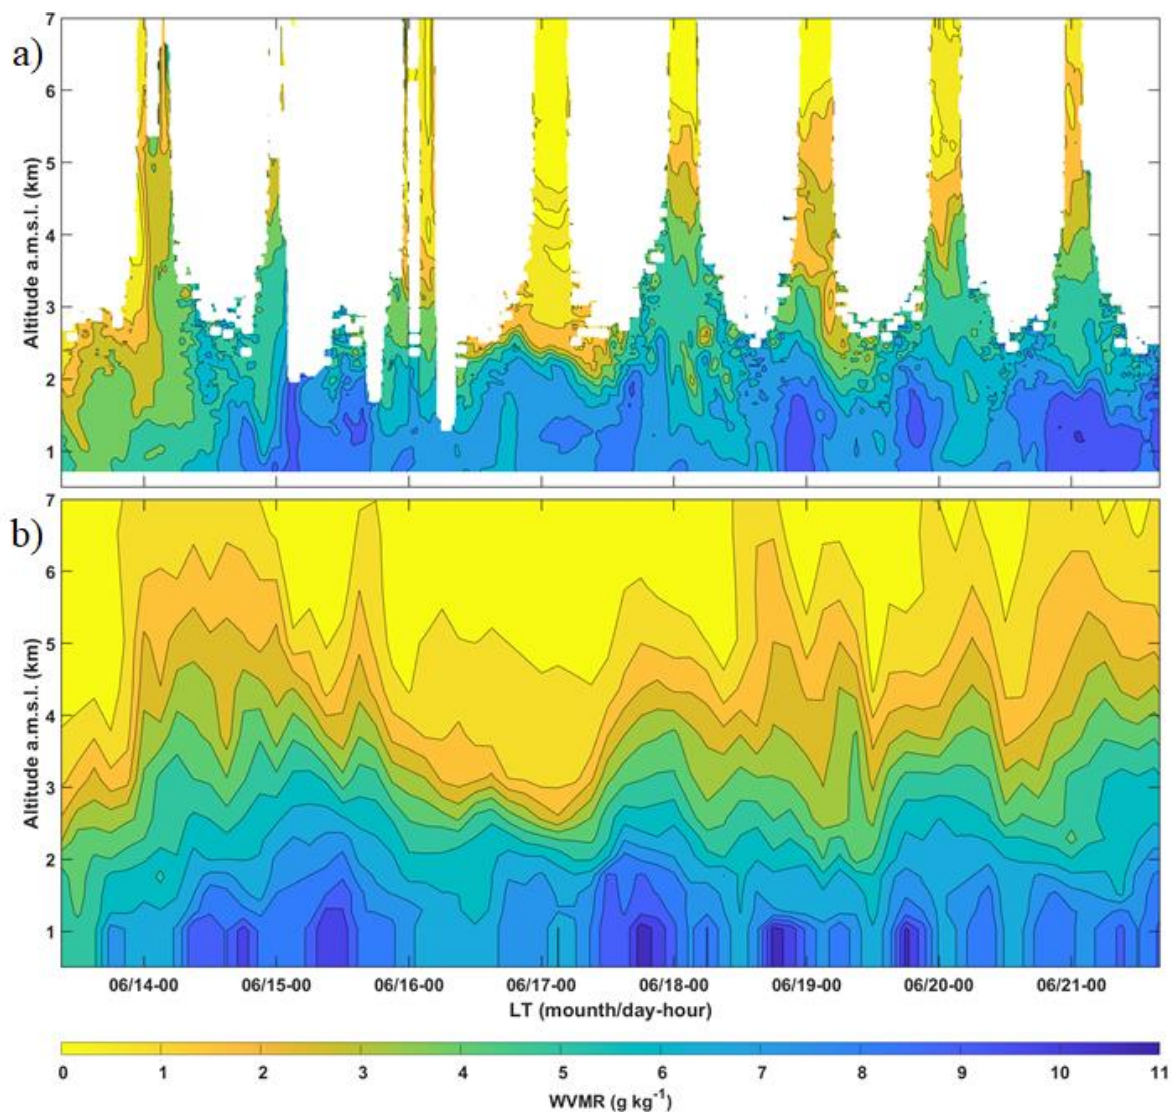 a)
7
6
5
4
3
2
1
Altitude a.m.s.l. (km)
b)
7
6
5
4
3
2
1
Altitude a.m.s.l. (km)
06/14-00 06/15-00 06/16-00 06/17-00 06/18-00 06/19-00 06/20-00 06/21-00
LT (mounth/day-hour)
0 1 2 3 4 5 6 7 8 9 10 11
WVMR (g kg⁻¹)